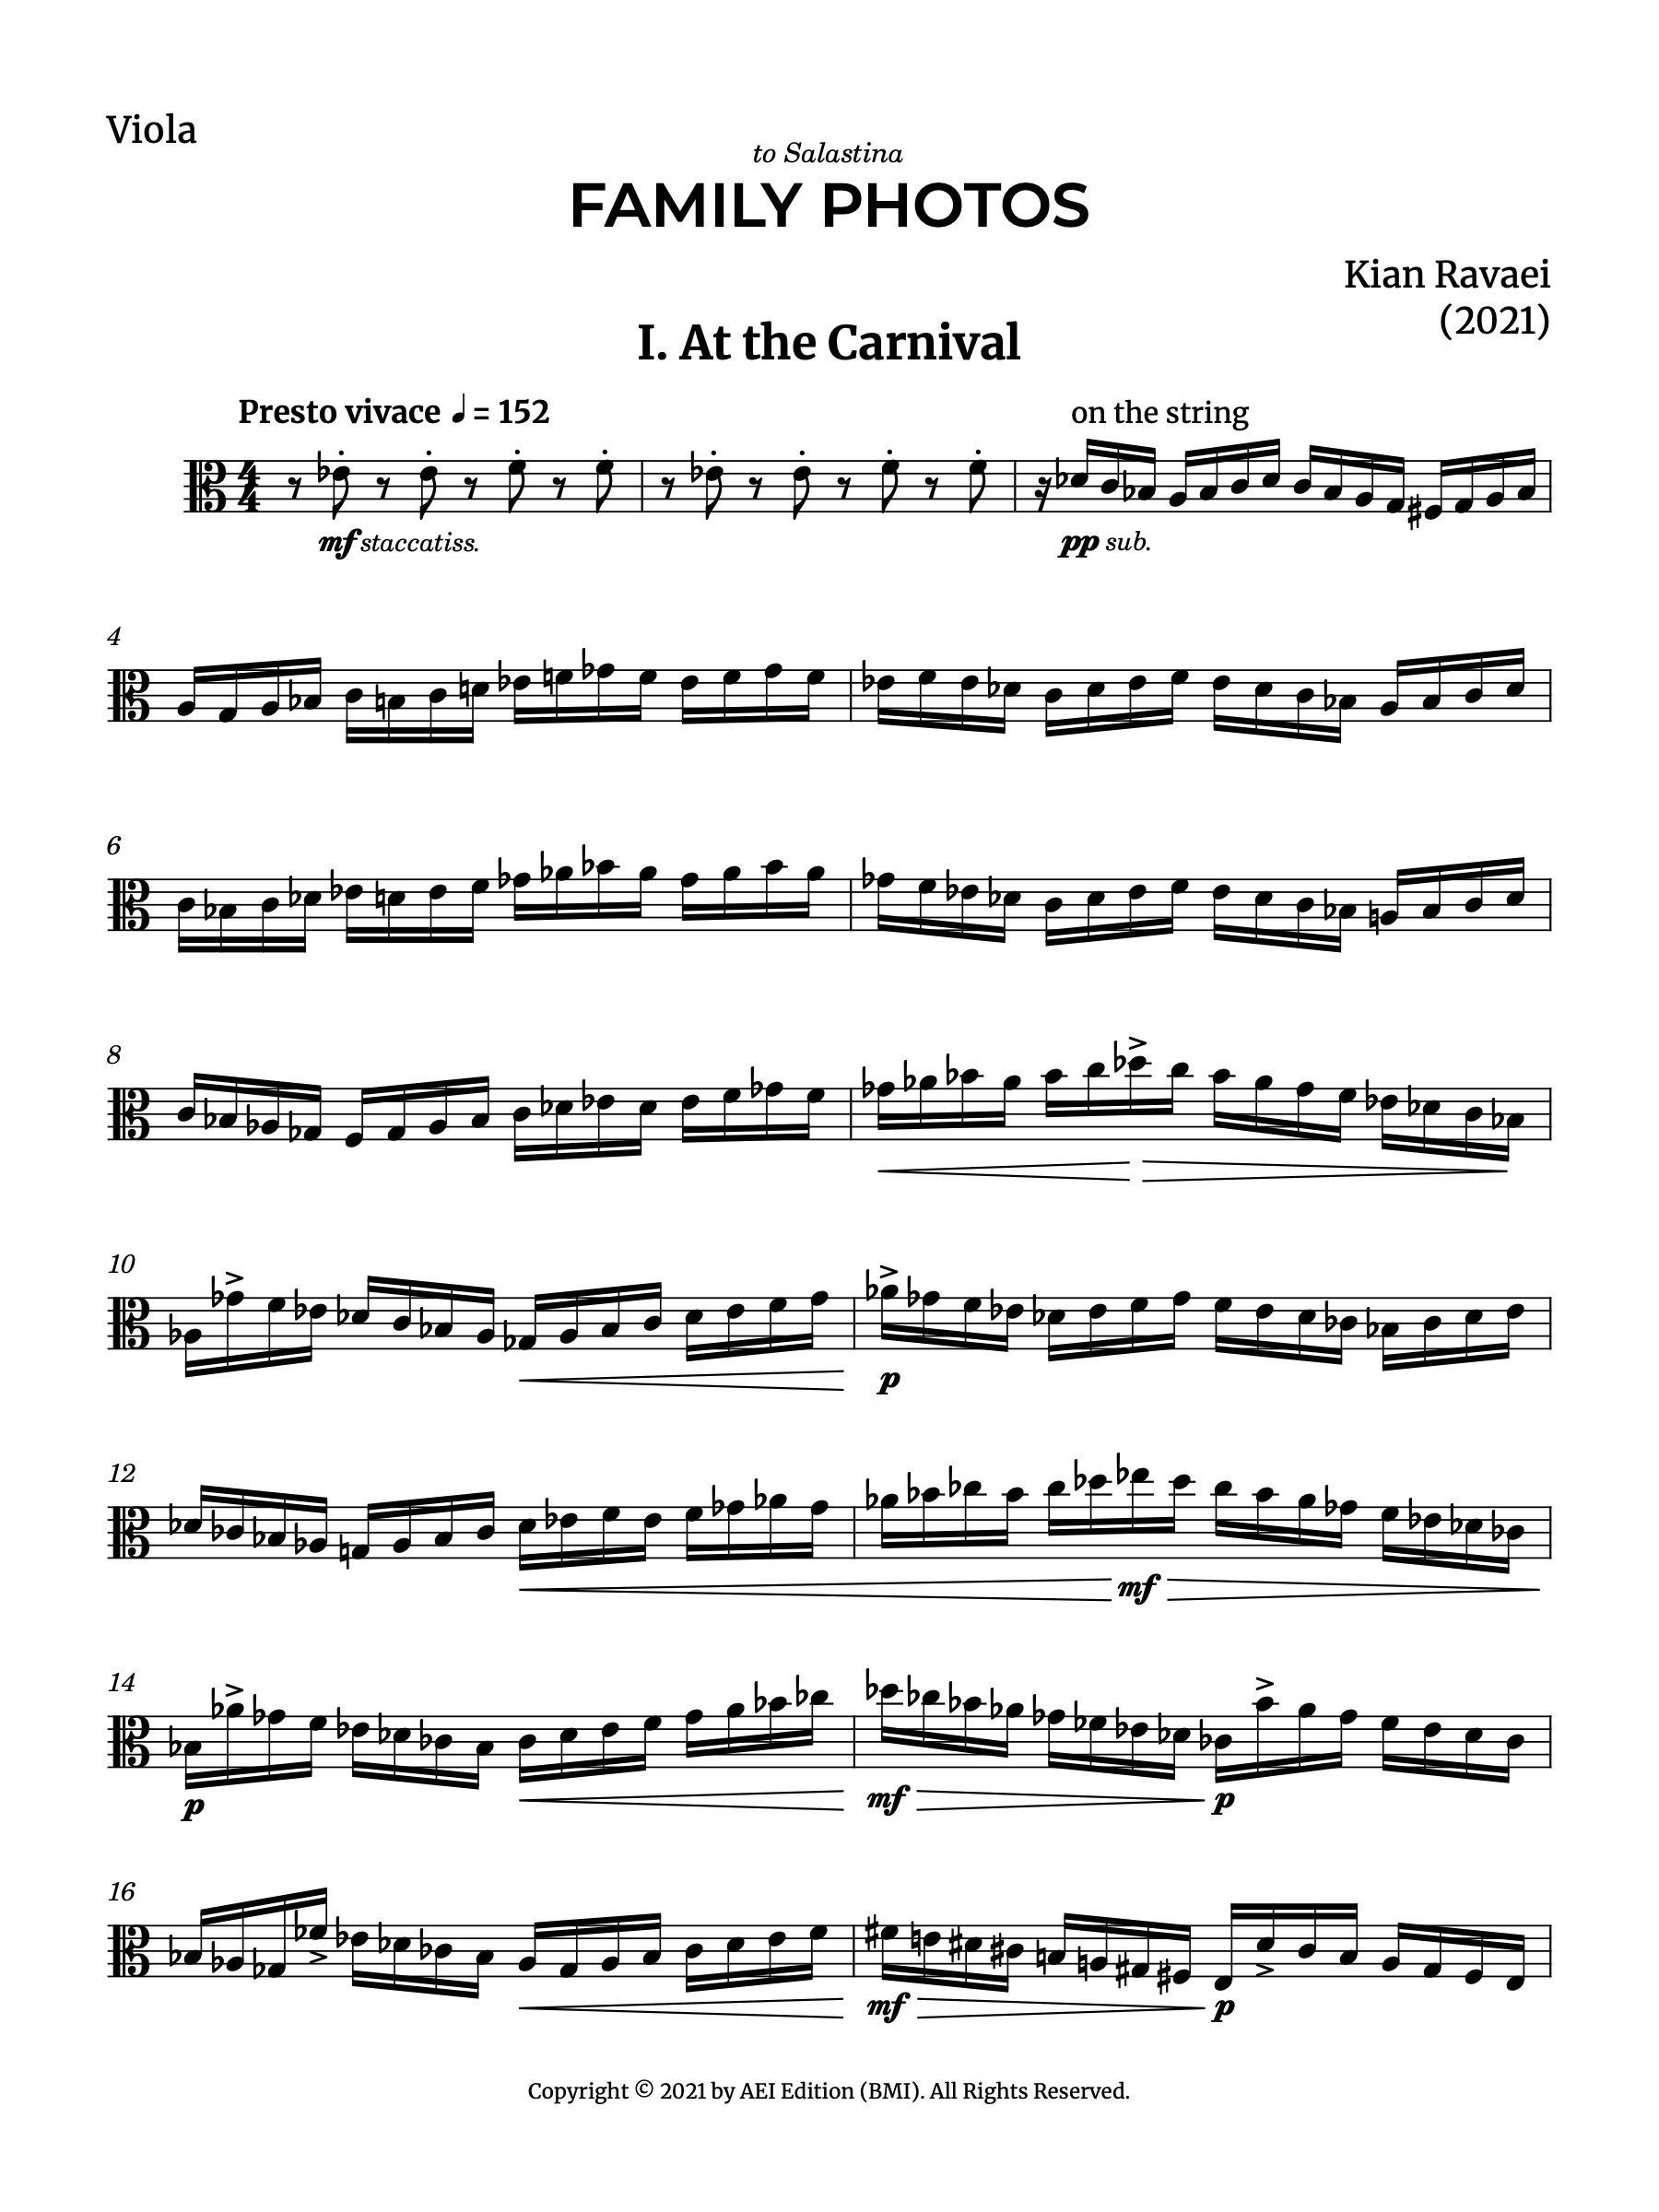 Viola
to Salastina
FAMILY PHOTOS
Kian Ravaei
(2021)
I. At the Carnival
Presto vivace ♩ = 152
on the string
4
4
mf staccatiss.
pp sub.
4
6
8
10
p
12
mf
14
p
mf
p
16
mf
p
Copyright © 2021 by AEI Edition (BMI). All Rights Reserved.